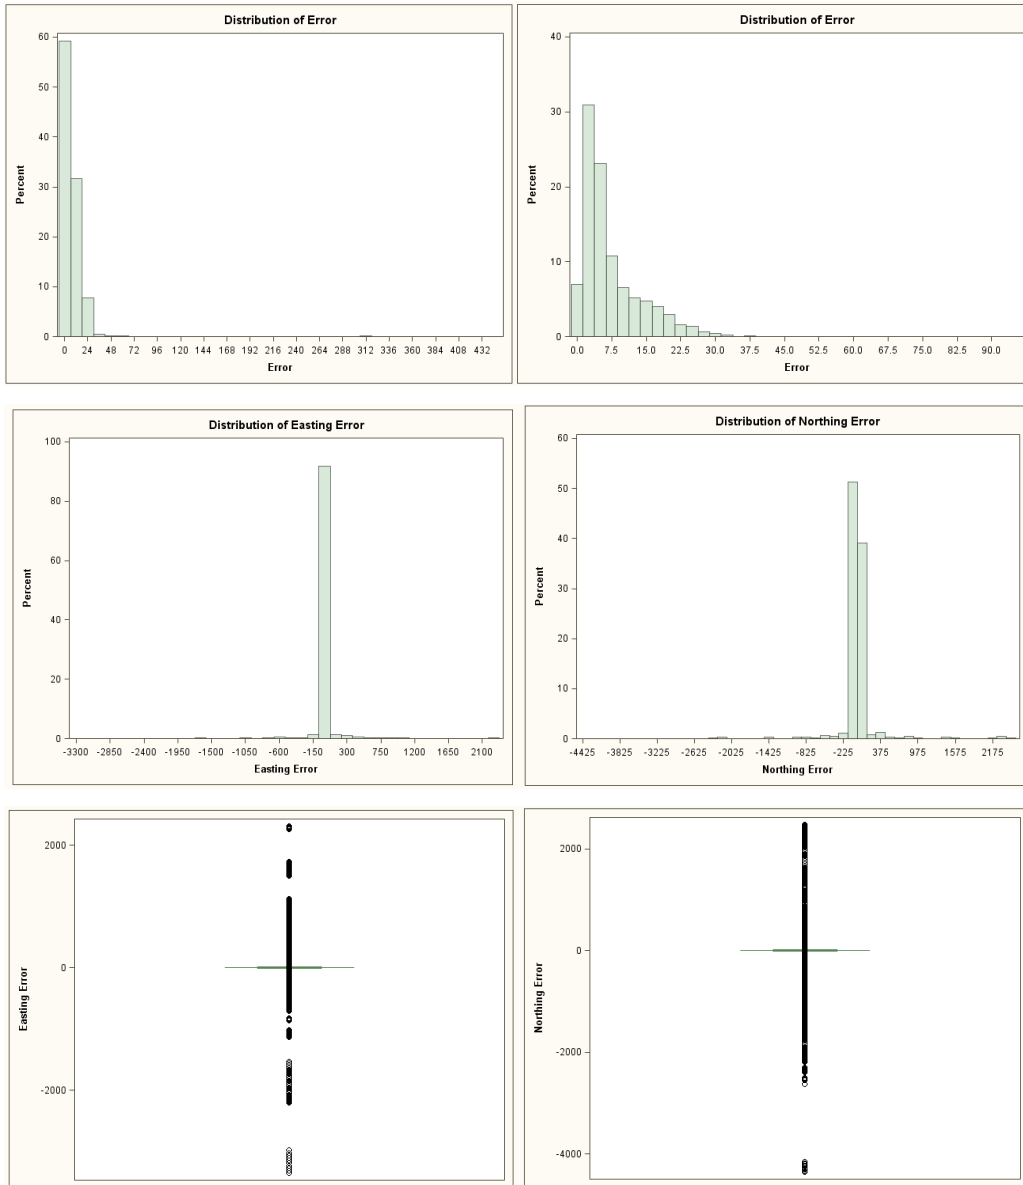 Distribution of Error
60
50
40
30
20
10
0
Percent
0 24 48 72 96 120 144 168 192 216 240 264 288 312 336 360 384 408 432
Error
Distribution of Error
40
30
20
10
0
Percent
0.0 7.5 15.0 22.5 30.0 37.5 45.0 52.5 60.0 67.5 75.0 82.5 90.0
Error
Distribution of Easting Error
100
80
60
40
20
0
Percent
-3300 -2850 -2400 -1950 -1500 -1050 -600 -150 300 750 1200 1650 2100
Easting Error
Distribution of Northing Error
60
50
40
30
20
10
0
Percent
-4425 -3825 -3225 -2625 -2025 -1425 -825 -225 375 975 1575 2175
Northing Error
2000
0
-2000
Easting Error
2000
0
-2000
-4000
Northing Error